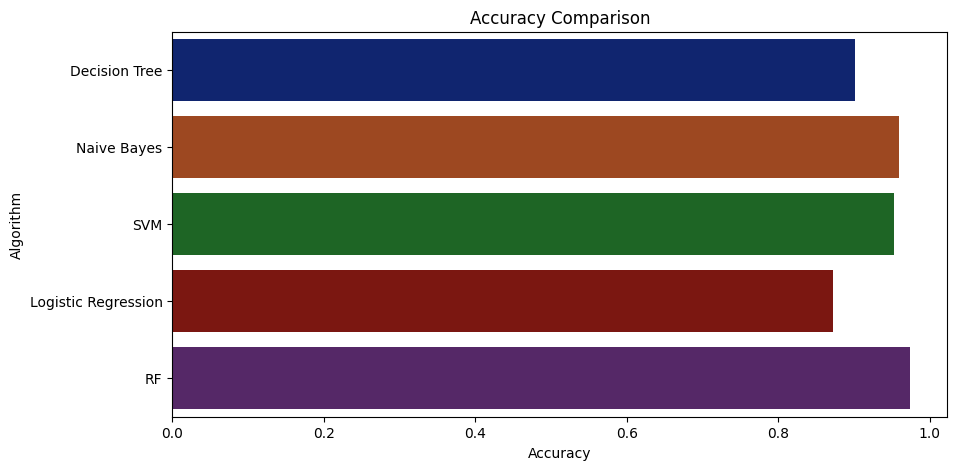 Accuracy Comparison
Algorithm
Decision Tree
Naive Bayes
SVM
Logistic Regression
RF
0.0 0.2 0.4 0.6 0.8 1.0
Accuracy